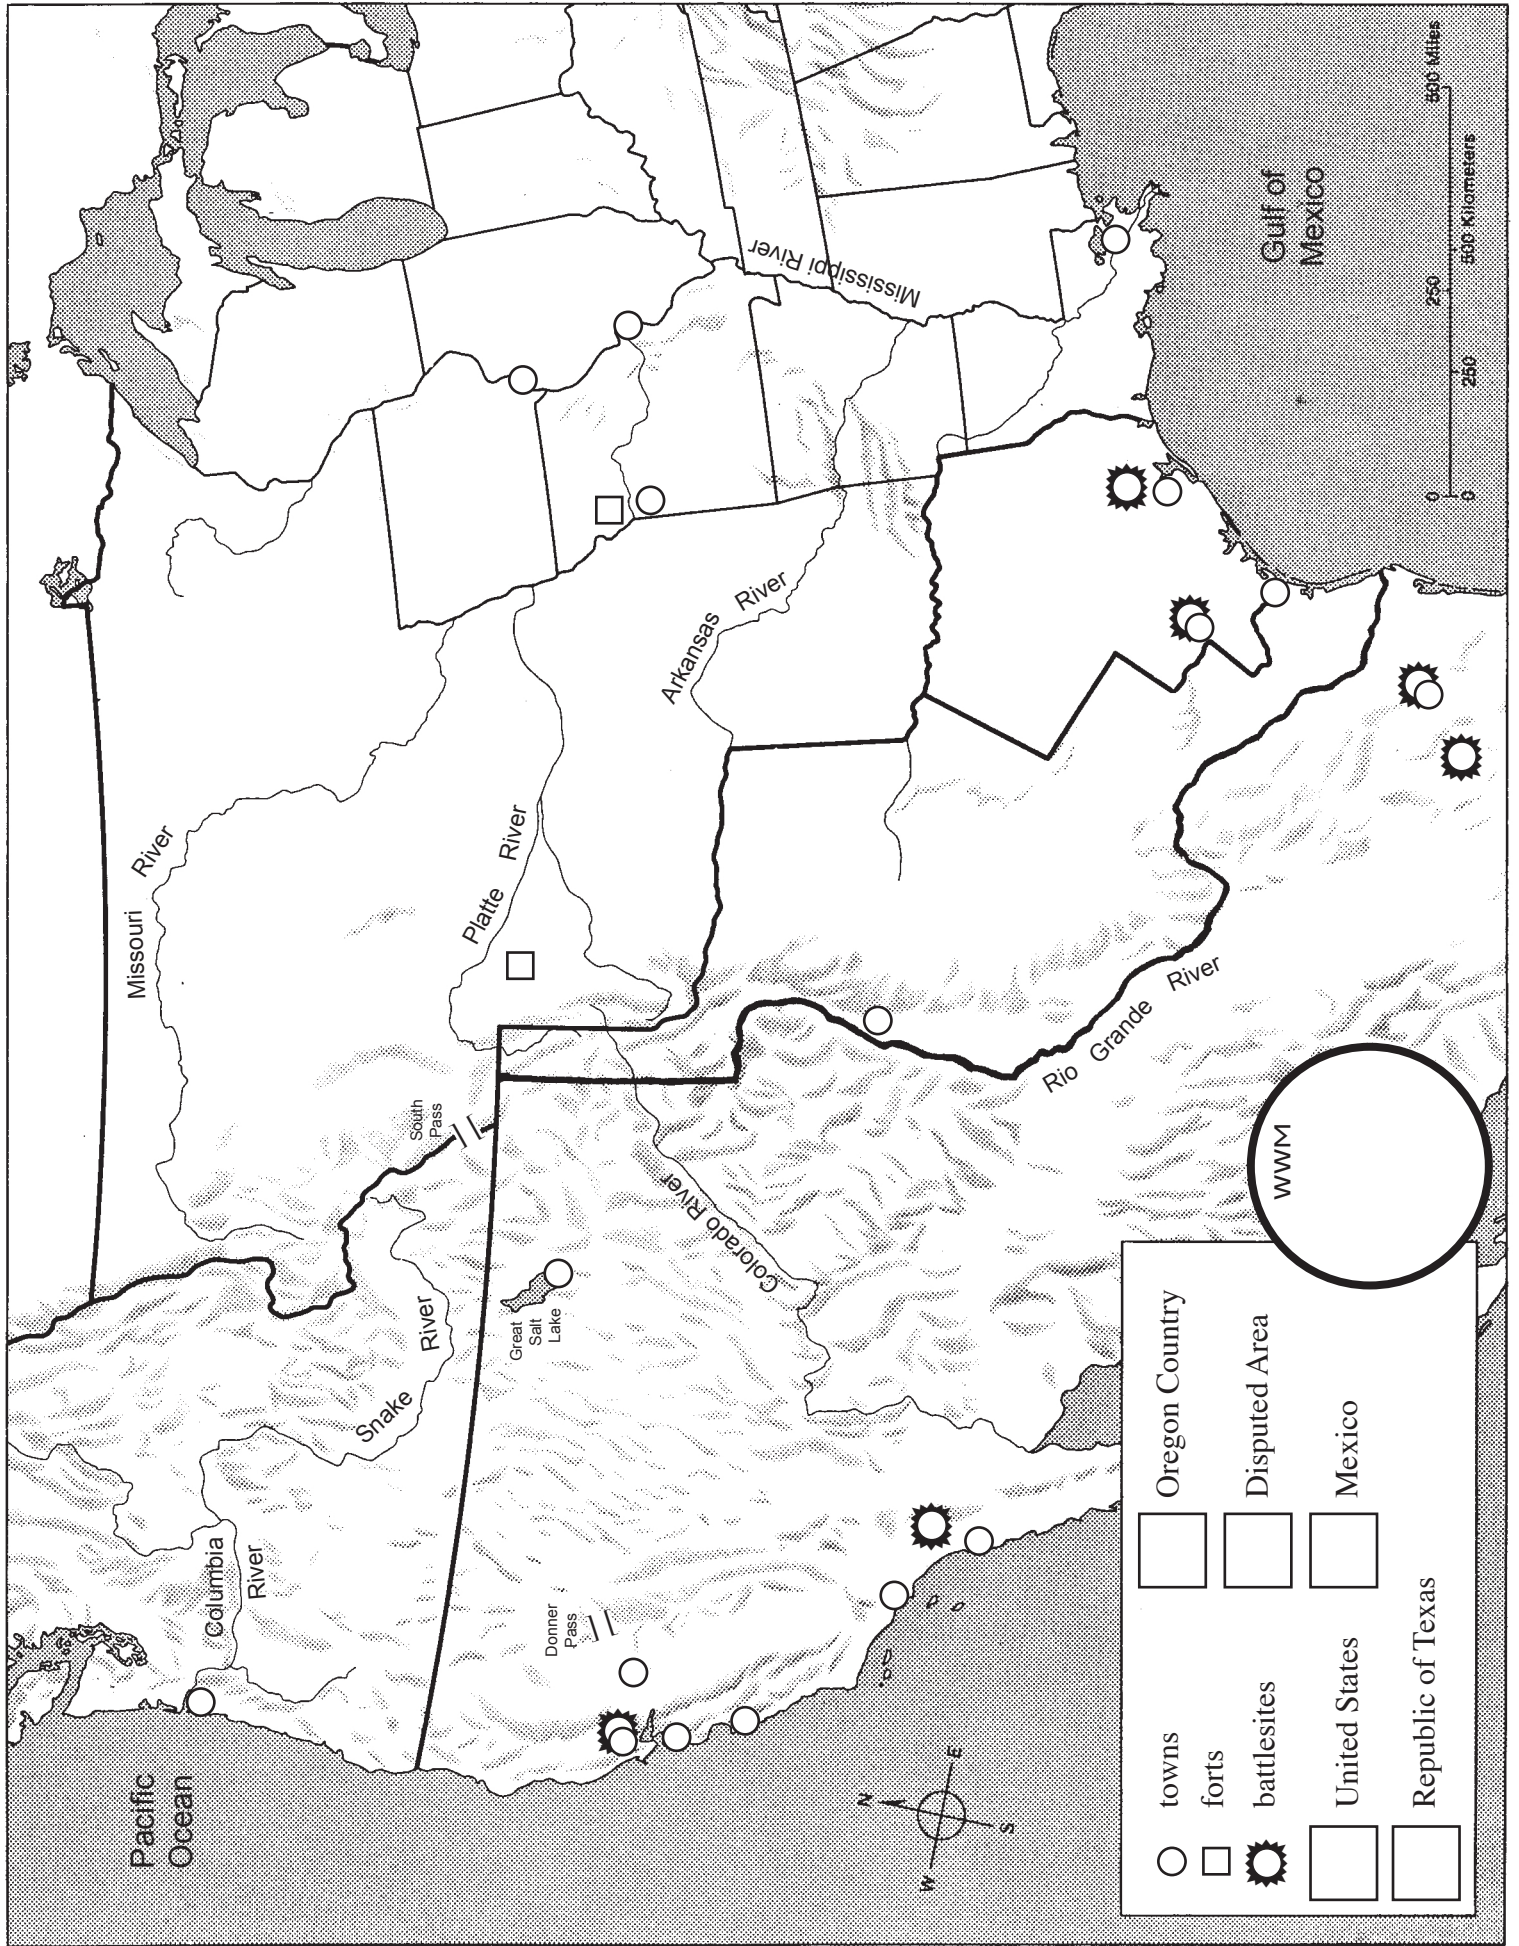 Pacific
Ocean
Columbia
River
Snake
River
Missouri
River
South
Pass
Great
Salt
Lake
Donner
Pass
Platte
River
Colorado River
Arkansas
River
Mississippi River
Rio Grande River
Gulf of
Mexico
N
W
E
S
towns
forts
battlesites
United States
Republic of Texas
Oregon Country
Disputed Area
Mexico
WWM
0 250 500 Miles
0 250 500 Kilometers